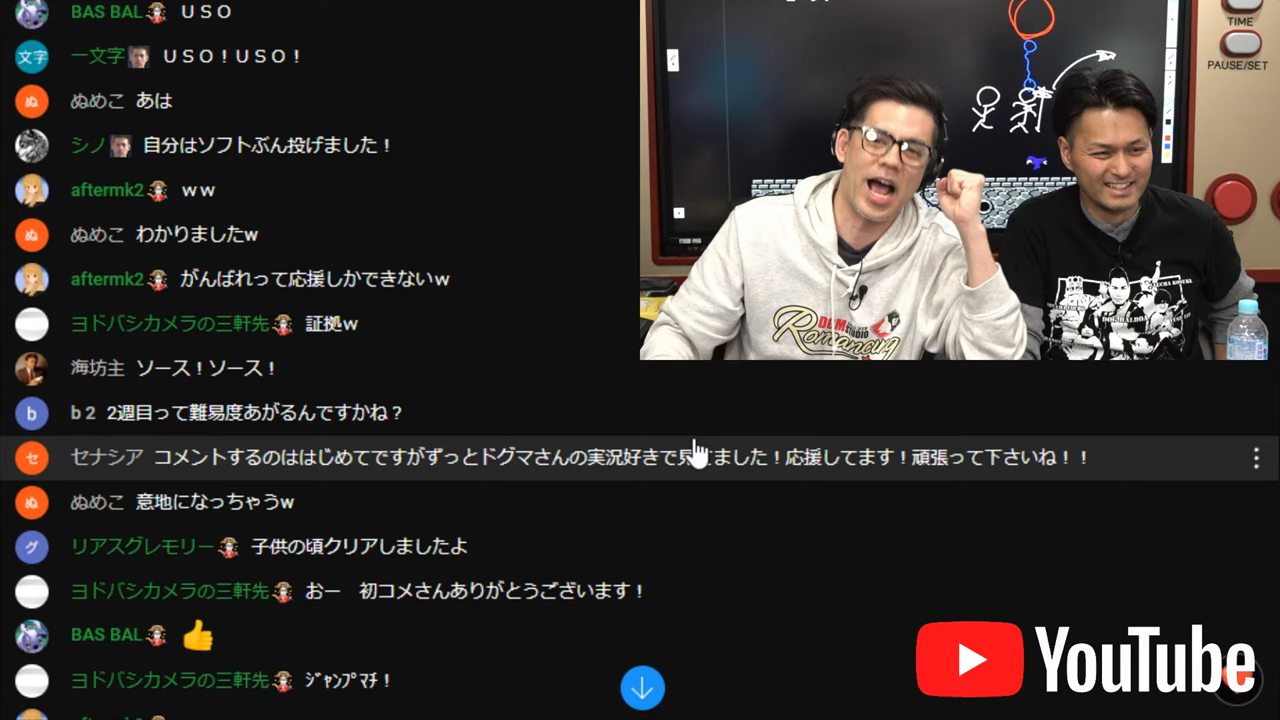 BAS BAL ＵＳＯ
一文字 ＵＳＯ！ＵＳＯ！
ぬめこ あは
シノ 自分はソフトぶん投げました！
aftermk2 ｗｗ
ぬめこ わかりましたw
aftermk2 がんばれって応援しかできないｗ
ヨドバシカメラの三軒先 証拠ｗ
海坊主 ソース！ソース！
b 2 2週目って難易度あがるんですかね？
セナシア コメントするのははじめてですがずっとドグマさんの実況好きで見てました！応援してます！頑張って下さいね！！
ぬめこ 意地になっちゃうw
リアスグレモリー 子供の頃クリアしましたよ
ヨドバシカメラの三軒先 おー　初コメさんありがとうございます！
BAS BAL 👍
ヨドバシカメラの三軒先 ｼﾞｬﾝﾌﾟﾏﾁ！
文字
ぬ
ぬ
b
セ
ぬ
グ
TIME
PAUSE/SET
DGM
STUDIO
Romancing
YouTube